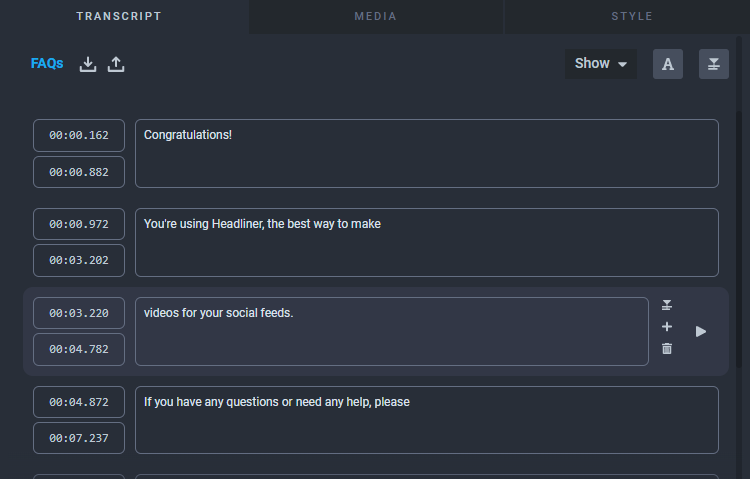 TRANSCRIPT MEDIA STYLE
FAQs Show A
00:00.162
Congratulations!
00:00.882
00:00.972
You're using Headliner, the best way to make
00:03.202
00:03.220
videos for your social feeds.
00:04.782
00:04.872
If you have any questions or need any help, please
00:07.237